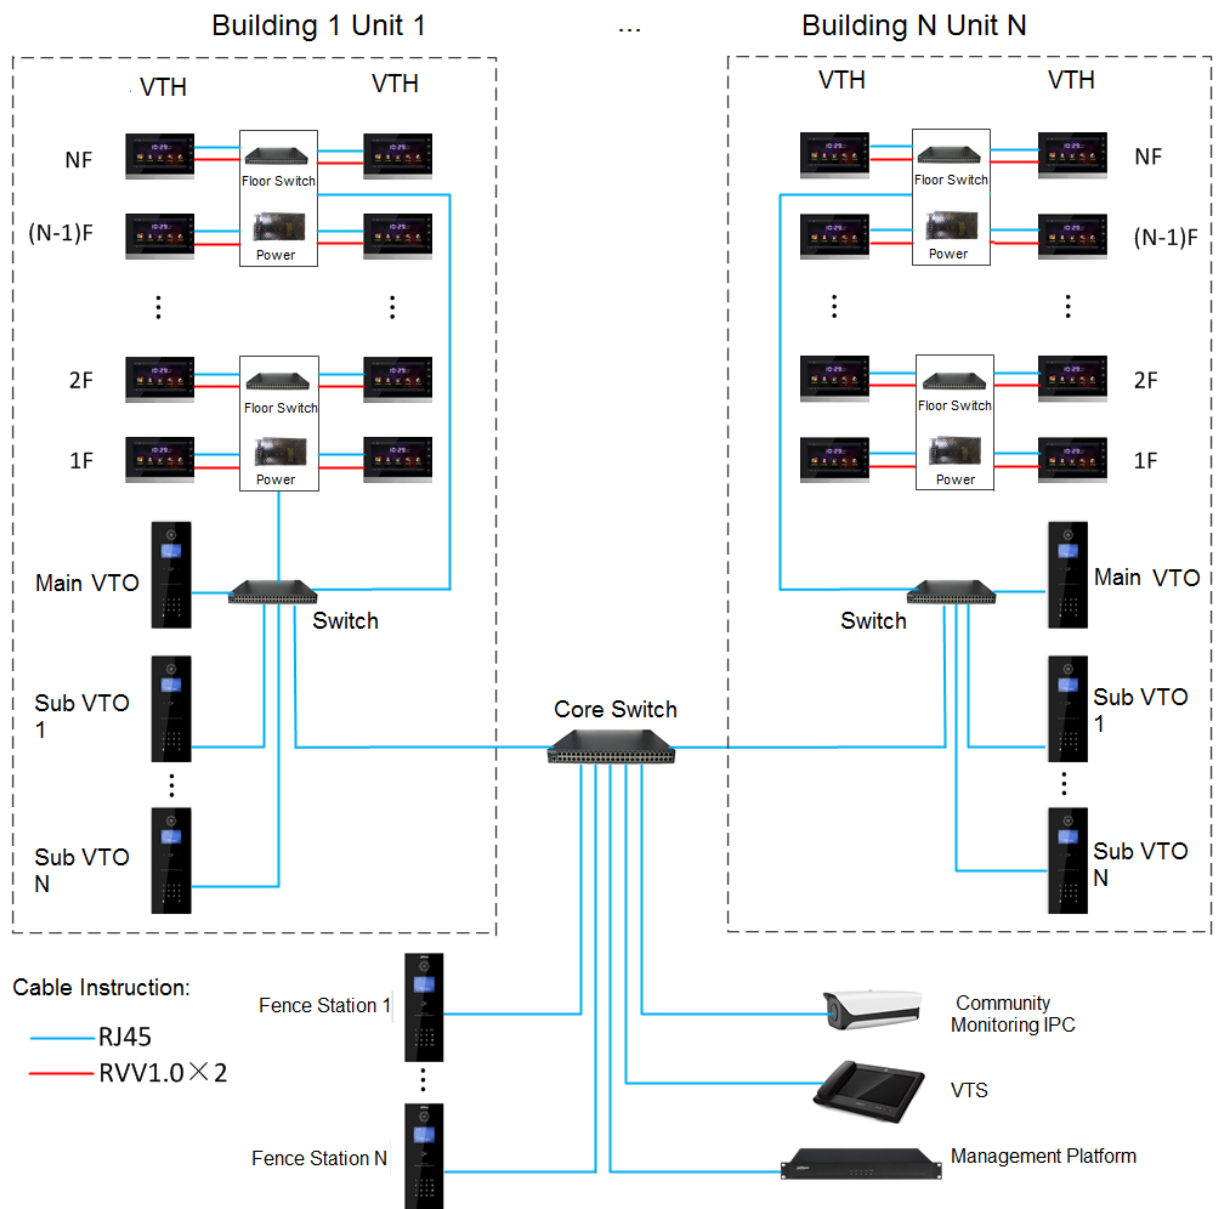 Building 1 Unit 1
...
Building N Unit N
VTH
VTH
VTH
VTH
NF
Floor Switch
Floor Switch
NF
(N-1)F
Power
Power
(N-1)F
2F
Floor Switch
Floor Switch
2F
1F
Power
Power
1F
Main VTO
Switch
Switch
Main VTO
Sub VTO
1
Core Switch
Sub VTO
1
Sub VTO
N
Sub VTO
N
Cable Instruction:
RJ45
RVV1.0×2
Fence Station 1
Community
Monitoring IPC
VTS
Fence Station N
Management Platform